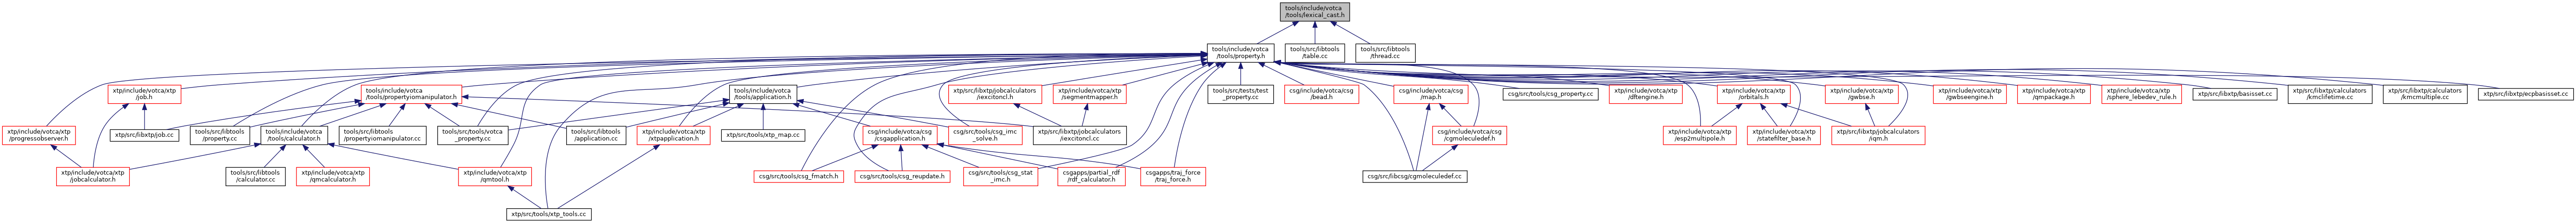 tools/include/votca
/tools/lexical_cast.h
tools/include/votca
/tools/property.h
tools/src/libtools
/table.cc
tools/src/libtools
/thread.cc
xtp/include/votca/xtp
/job.h
tools/include/votca
/tools/propertyiomanipulator.h
tools/include/votca
/tools/application.h
xtp/src/libxtp/jobcalculators
/iexcitoncl.h
xtp/include/votca/xtp
/segmentmapper.h
tools/src/tests/test
_property.cc
csg/include/votca/csg
/bead.h
csg/include/votca/csg
/map.h
csg/src/tools/csg_property.cc
xtp/include/votca/xtp
/dftengine.h
xtp/include/votca/xtp
/orbitals.h
xtp/include/votca/xtp
/gwbse.h
xtp/include/votca/xtp
/gwbseengine.h
xtp/include/votca/xtp
/qmpackage.h
xtp/include/votca/xtp
/sphere_lebedev_rule.h
xtp/src/libxtp/basisset.cc
xtp/src/libxtp/calculators
/kmclifetime.cc
xtp/src/libxtp/calculators
/kmcmultiple.cc
xtp/src/libxtp/ecpbasisset.cc
xtp/include/votca/xtp
/progressobserver.h
xtp/src/libxtp/job.cc
tools/src/libtools
/property.cc
tools/include/votca
/tools/calculator.h
tools/src/libtools
/propertyiomanipulator.cc
tools/src/tools/votca
_property.cc
tools/src/libtools
/application.cc
xtp/include/votca/xtp
/xtpapplication.h
xtp/src/tools/xtp_map.cc
csg/include/votca/csg
/csgapplication.h
csg/src/tools/csg_imc
_solve.h
xtp/src/libxtp/jobcalculators
/iexcitoncl.cc
csg/include/votca/csg
/cgmoleculedef.h
xtp/include/votca/xtp
/esp2multipole.h
xtp/include/votca/xtp
/statefilter_base.h
xtp/src/libxtp/jobcalculators
/iqm.h
xtp/include/votca/xtp
/jobcalculator.h
tools/src/libtools
/calculator.cc
xtp/include/votca/xtp
/qmcalculator.h
xtp/include/votca/xtp
/qmtool.h
csg/src/tools/csg_fmatch.h
csg/src/tools/csg_reupdate.h
csg/src/tools/csg_stat
_imc.h
csgapps/partial_rdf
/rdf_calculator.h
csgapps/traj_force
/traj_force.h
csg/src/libcsg/cgmoleculedef.cc
xtp/src/tools/xtp_tools.cc